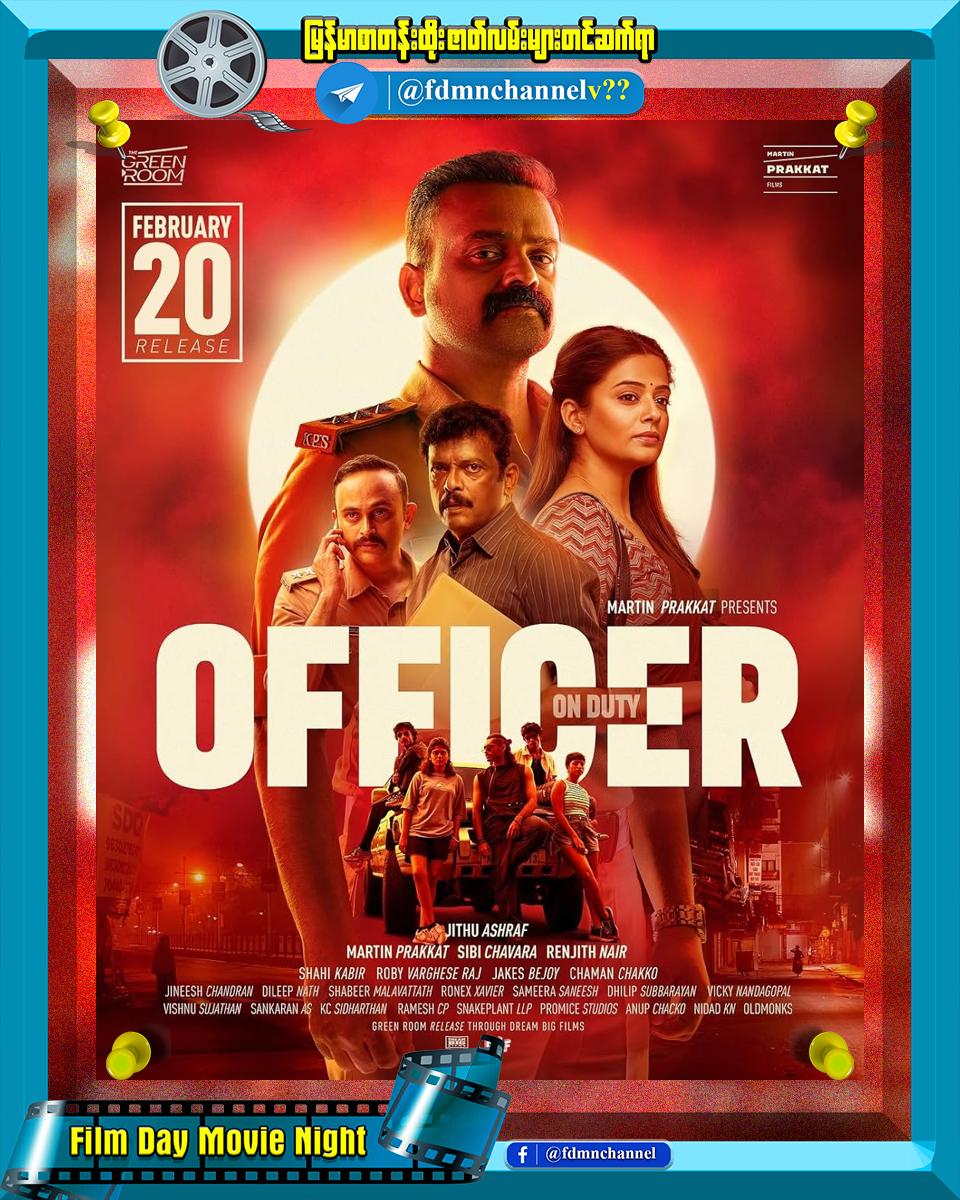 မြန်မာစာတန်းထိုးဇာတ်လမ်းများတင်ဆက်ရာ
@fdmnchannelv??
THE
GREEN
ROOM
MARTIN
PRAKKAT
FILMS
FEBRUARY
20
RELEASE
KPS
MARTIN PRAKKAT PRESENTS
OFFICER
ON DUTY
JITHU ASHRAF
MARTIN PRAKKAT SIBI CHAVARA RENJITH NAIR
SHAHI KABIR ROBY VARGHESE RAJ JAKES BEJOY CHAMAN CHAKKO
JINEESH CHANDRAN DILEEP NATH SHABEER MALAVATTATH RONEX XAVIER SAMEERA SANEESH DHILIP SUBBARAYAN VICKY NANDAGOPAL
VISHNU SUJATHAN SANKARAN AS KC SIDHARTHAN RAMESH CP SNAKEPLANT LLP PROMICE STUDIOS ANUP CHACKO NIDAD KN OLDMONKS
GREEN ROOM RELEASE THROUGH DREAM BIG FILMS
Film Day Movie Night
@fdmnchannel